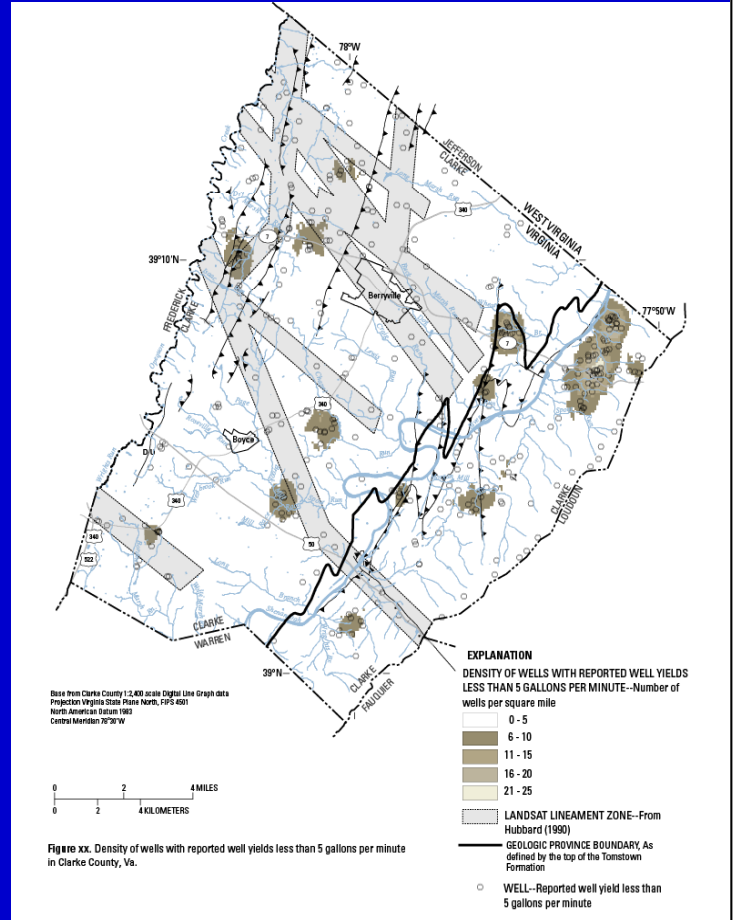 78°W
JEFFERSON
CLARKE
340
WEST VIRGINIA
VIRGINIA
7
39°10'N
FREDERICK
CLARKE
Berryville
77°50'W
7
340
Boyce
D U
340
CLARKE
LOUDOUN
340
50
522
CLARKE
WARREN
39°N
CLARKE
FAUQUIER
EXPLANATION
DENSITY OF WELLS WITH REPORTED WELL YIELDS
LESS THAN 5 GALLONS PER MINUTE--Number of
wells per square mile
0 - 5
6 - 10
11 - 15
16 - 20
21 - 25
LANDSAT LINEAMENT ZONE--From
Hubbard (1990)
GEOLOGIC PROVINCE BOUNDARY, As
defined by the top of the Tomstown
Formation
WELL--Reported well yield less than
5 gallons per minute
Base from Clarke County 1:2,400 scale Digital Line Graph data
Projection Virginia State Plane North, FIPS 4501
North American Datum 1983
Central Meridian 78°30'W
0 2 4 MILES
0 2 4 KILOMETERS
Figure xx. Density of wells with reported well yields less than 5 gallons per minute
in Clarke County, Va.